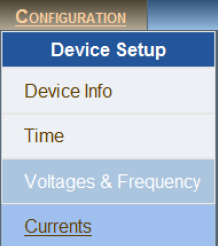 CONFIGURATION
Device Setup
Device Info
Time
Voltages & Frequency
Currents